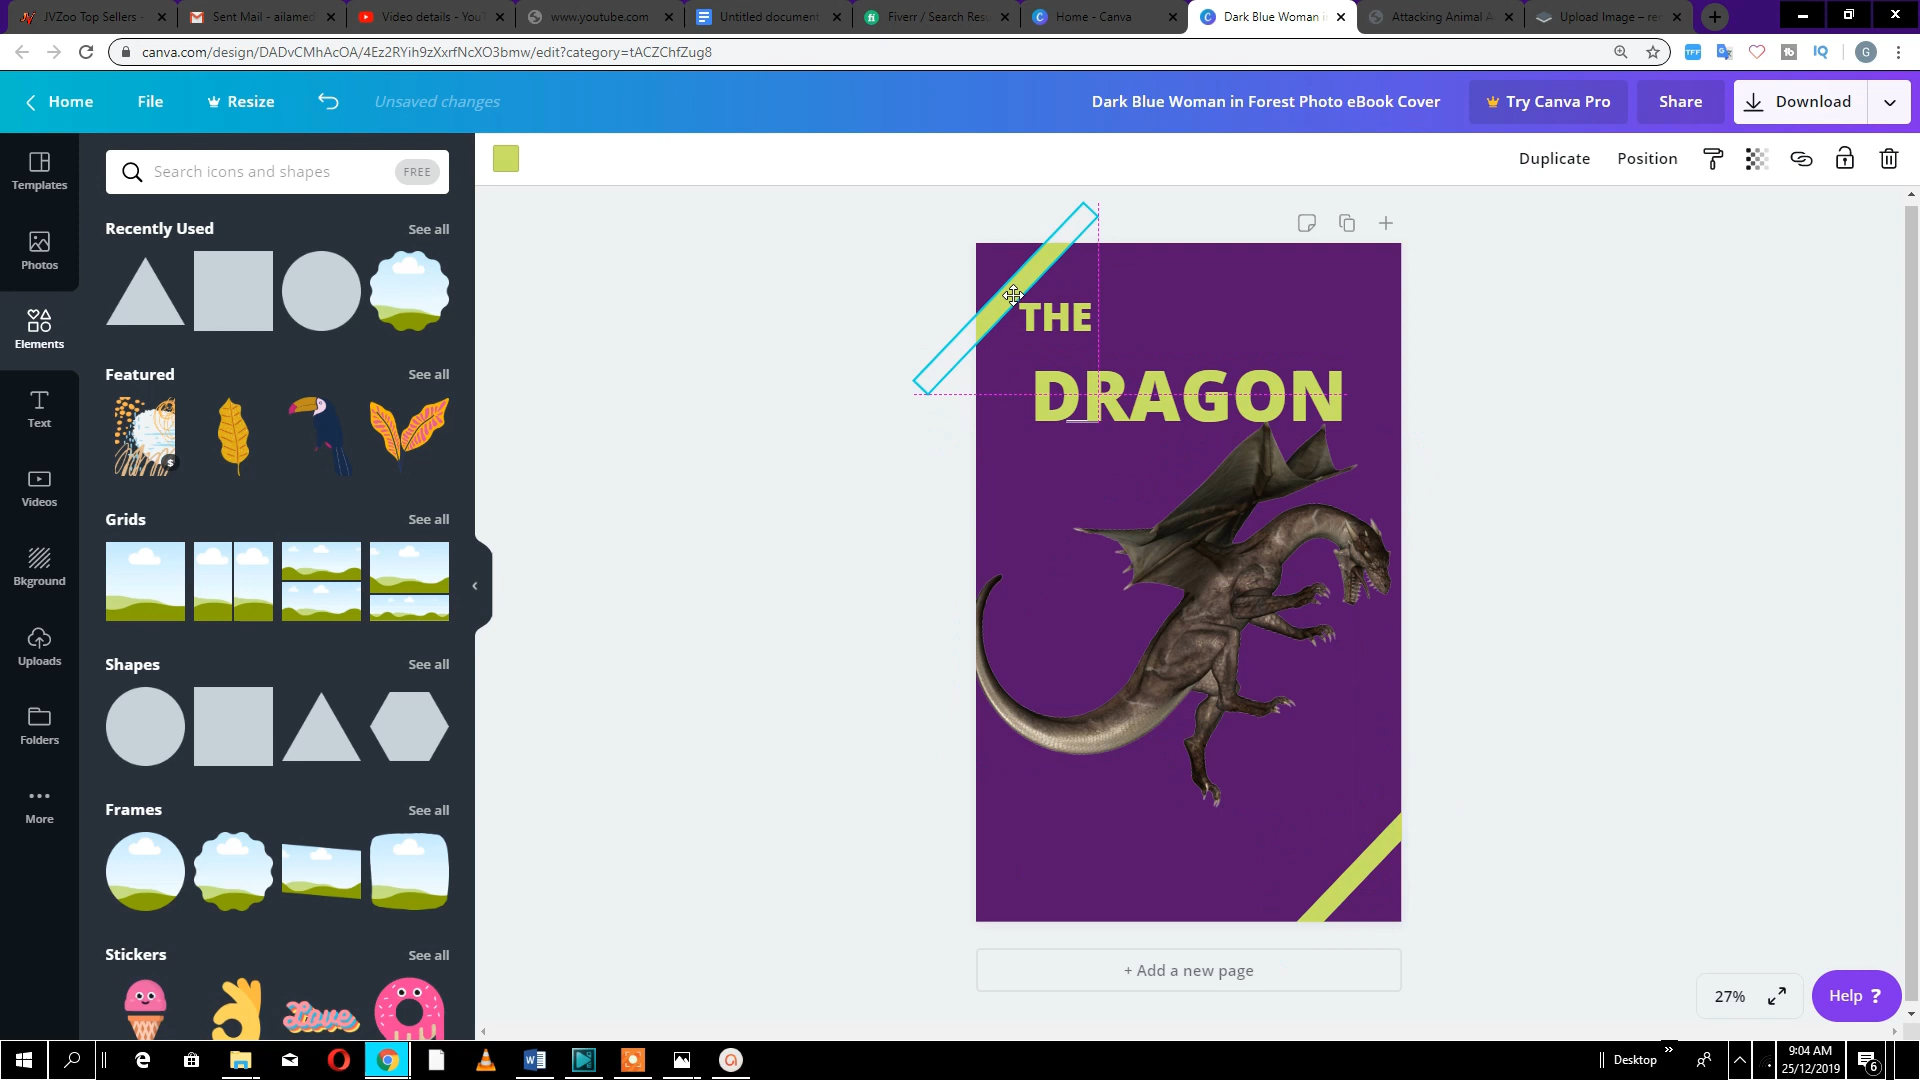 JVZoo Top Sellers -
Sent Mail - ailamed
Video details - YouT
www.youtube.com
Untitled document
Fiverr / Search Resu
Home - Canva
Dark Blue Woman in
Attacking Animal A
Upload Image – re
canva.com/design/DADvCMhAcOA/4Ez2RYih9zXxrfNcXO3bmw/edit?category=tACZChfZug8
Home
File
Resize
Unsaved changes
Dark Blue Woman in Forest Photo eBook Cover
Try Canva Pro
Share
Download
Templates
Photos
Elements
Text
Videos
Bkground
Uploads
Folders
More
Search icons and shapes
FREE
Recently Used
See all
Featured
See all
$
Grids
See all
Shapes
See all
Frames
See all
Stickers
See all
Love
Duplicate
Position
THE
DRAGON
+ Add a new page
27%
Help ?
Desktop
9:04 AM
25/12/2019
6